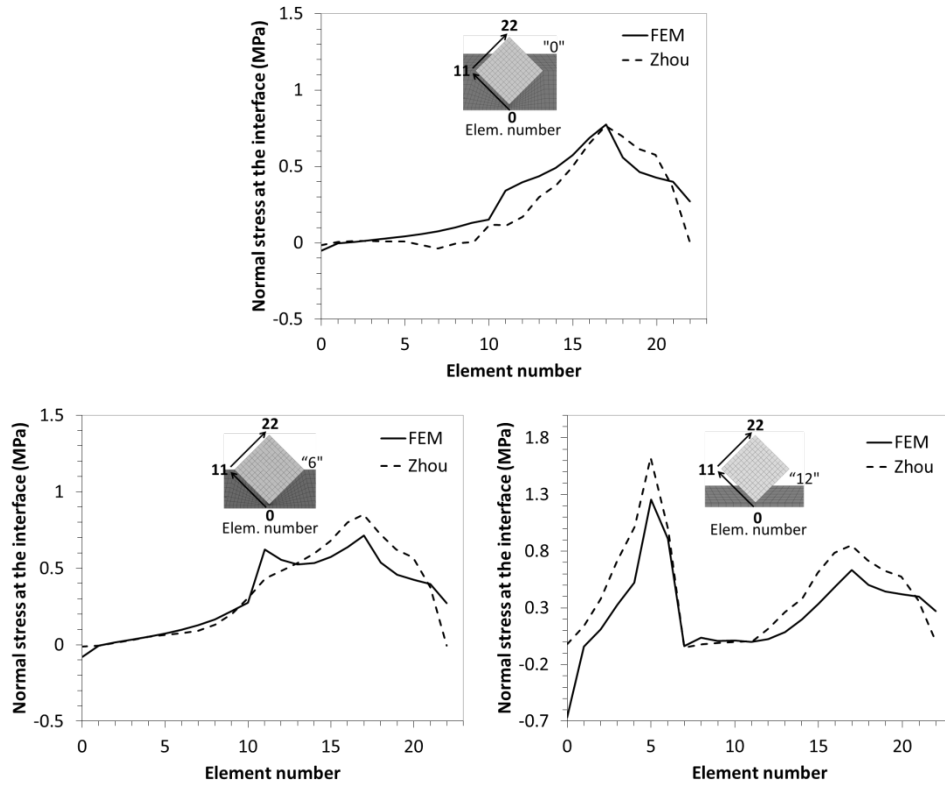 1.5
1
0.5
0
-0.5
Normal stress at the interface (MPa)
22
"0"
11
0
Elem. number
FEM
Zhou
0 5 10 15 20
Element number
1.5
1
0.5
0
-0.5
Normal stress at the interface (MPa)
22
“6”
11
0
Elem. number
FEM
Zhou
0 5 10 15 20
Element number
1.8
1.3
0.8
0.3
-0.2
-0.7
Normal stress at the interface (MPa)
22
“12”
11
0
Elem. number
FEM
Zhou
0 5 10 15 20
Element number